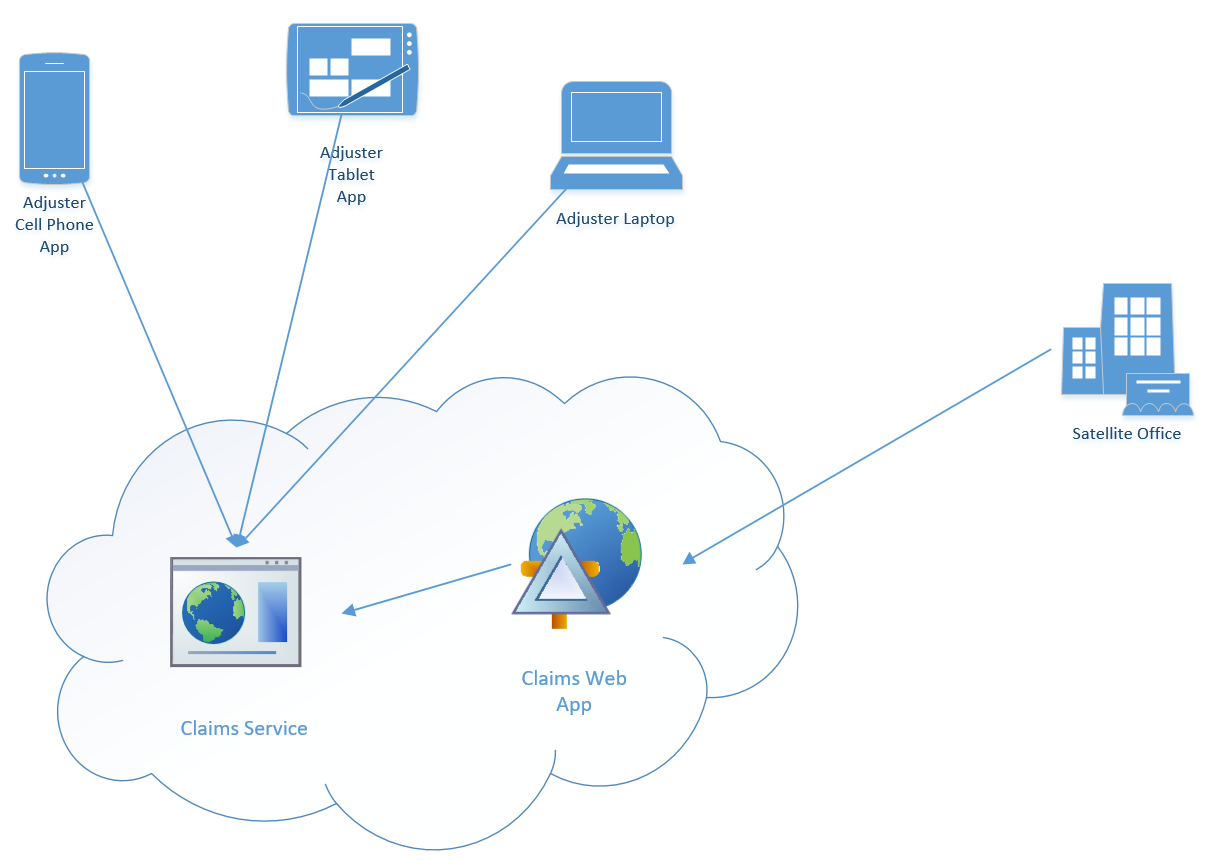 Adjuster
Tablet
App
Adjuster
Cell Phone
App
Adjuster Laptop
Satellite Office
Claims Web
App
Claims Service